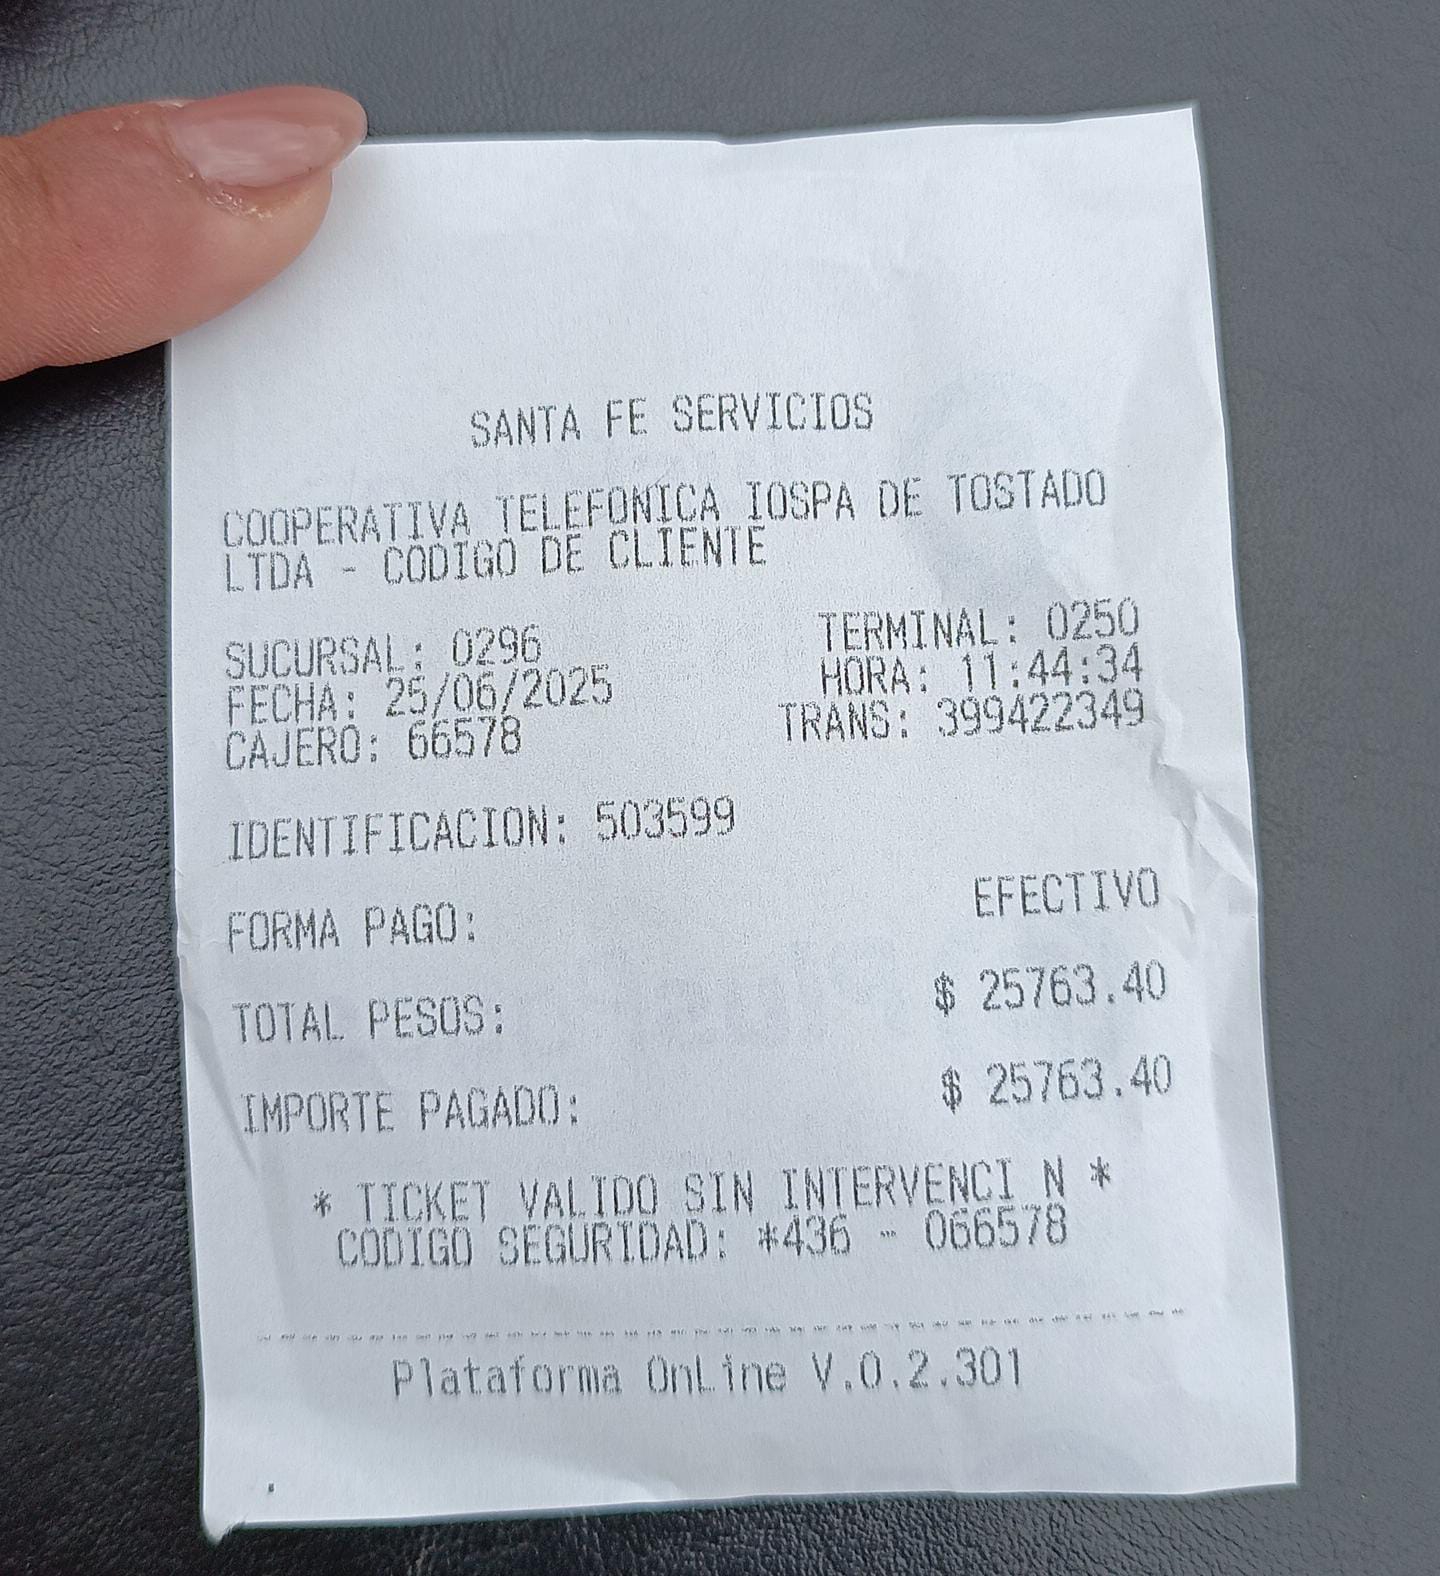 SANTA FE SERVICIOS
COOPERATIVA TELEFONICA IOSPA DE TOSTADO
LTDA - CODIGO DE CLIENTE
SUCURSAL: 0296 TERMINAL: 0250
FECHA: 25/06/2025 HORA: 11:44:34
CAJERO: 66578 TRANS: 399422349
IDENTIFICACION: 503599
FORMA PAGO: EFECTIVO
TOTAL PESOS: $ 25763.40
IMPORTE PAGADO: $ 25763.40
* TICKET VALIDO SIN INTERVENCI N *
CODIGO SEGURIDAD: *436 - 066578
Plataforma OnLine V.0.2.301